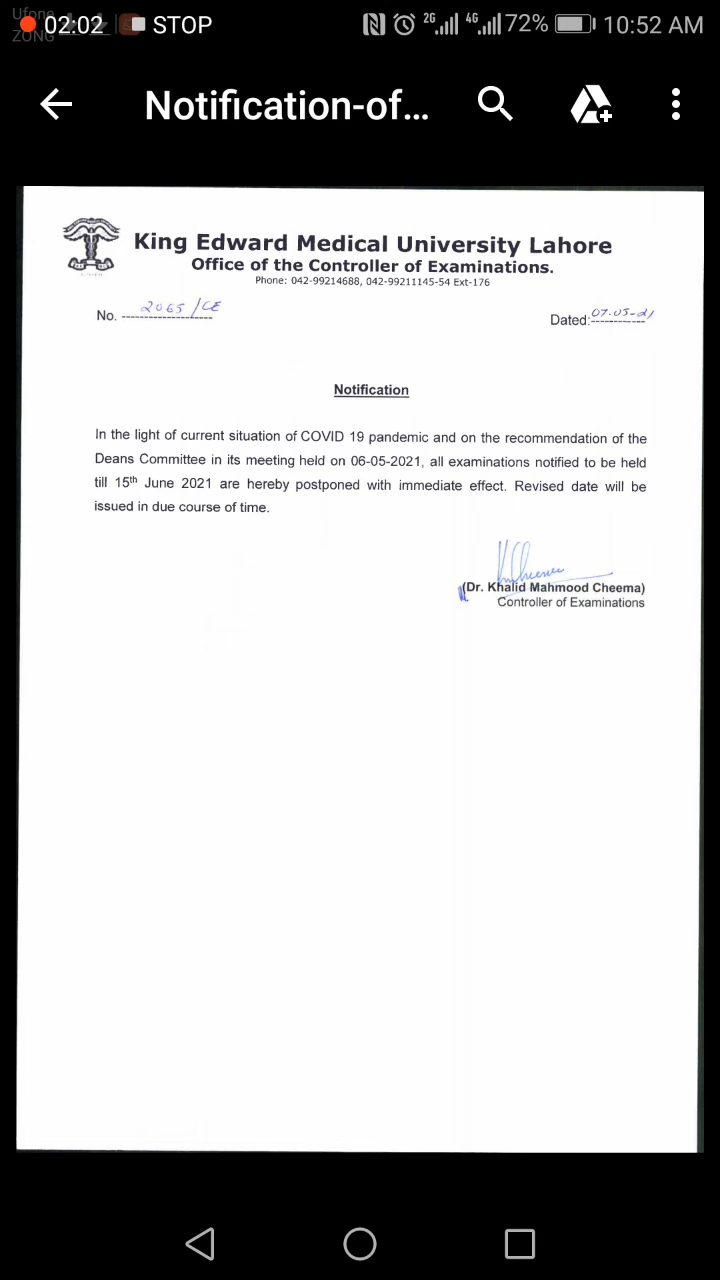 Ufone
ZONG
02:02 STOP
2G 4G 72% 10:52 AM
Notification-of...
King Edward Medical University Lahore
Office of the Controller of Examinations.
Phone: 042-99214688, 042-99211145-54 Ext-176
No. 2065/CE
Dated: 07-05-21
Notification
In the light of current situation of COVID 19 pandemic and on the recommendation of the
Deans Committee in its meeting held on 06-05-2021, all examinations notified to be held
till 15th June 2021 are hereby postponed with immediate effect. Revised date will be
issued in due course of time.
(Dr. Khalid Mahmood Cheema)
Controller of Examinations